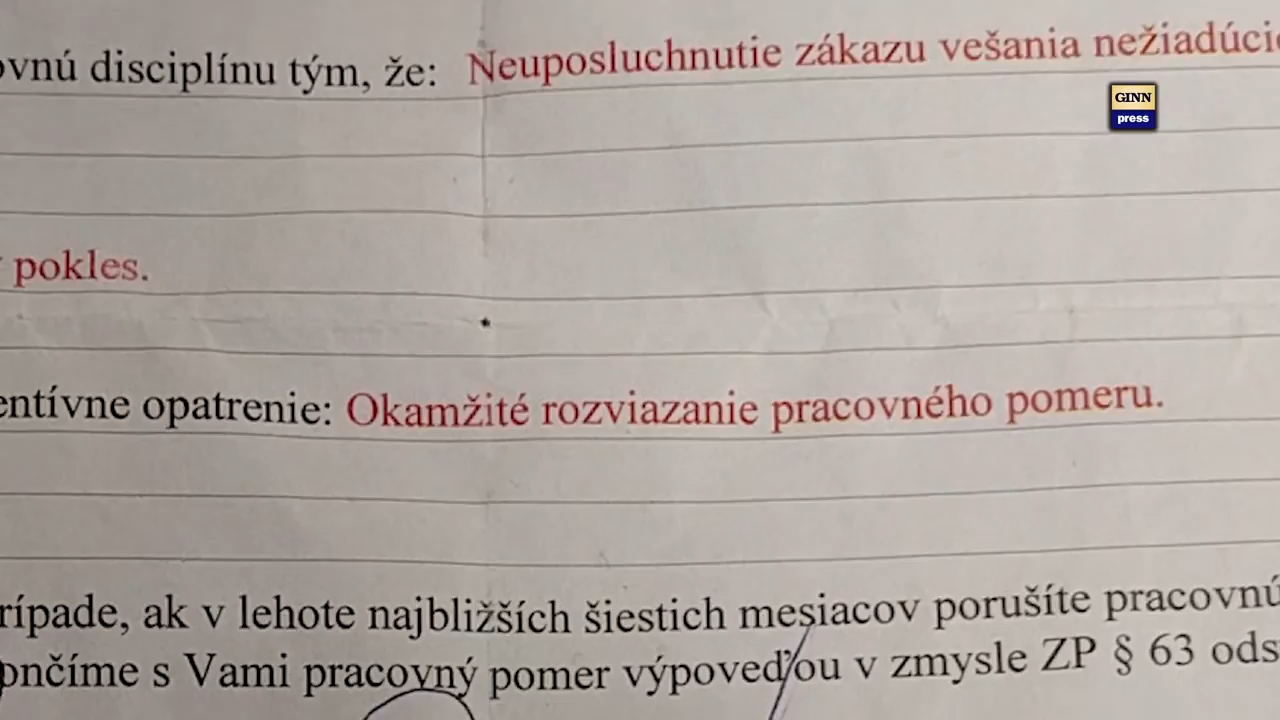 ovnú disciplínu tým, že: Neuposluchnutie zákazu vešania nežiadúcic
GINN
press
pokles.
entívne opatrenie: Okamžité rozviazanie pracovného pomeru.
rípade, ak v lehote najbližších šiestich mesiacov porušíte pracovnú
ončíme s Vami pracovný pomer výpoveďou v zmysle ZP § 63 ods